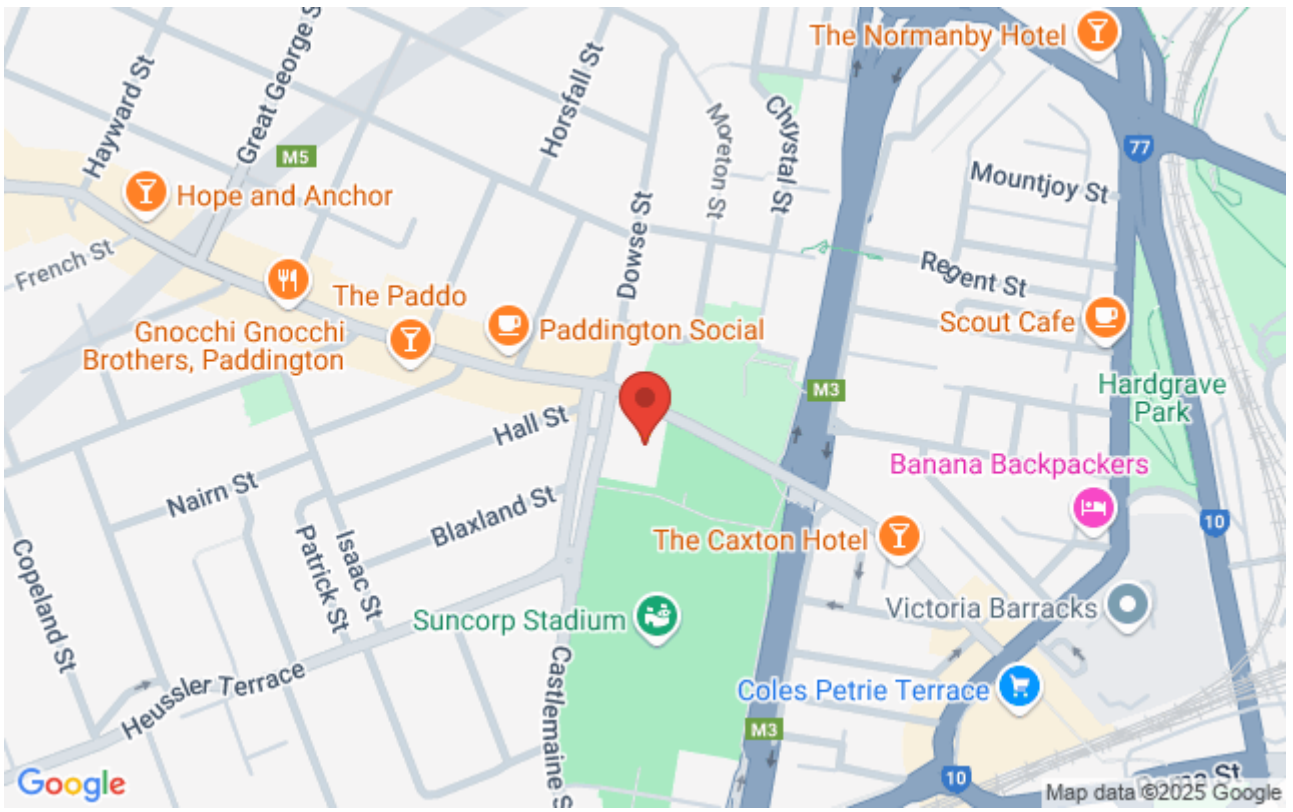 The Normanby Hotel
Hayward St
Great George S
Horsfall St
Moreton St
Chrystal St
77
M5
Mountjoy St
Hope and Anchor
Dowse St
French St
Regent St
The Paddo
Paddington Social
Scout Cafe
Gnocchi Gnocchi
Brothers, Paddington
M3
Hardgrave
Park
Hall St
Banana Backpackers
Nairn St
Blaxland St
10
The Caxton Hotel
Copeland St
Patrick St
Isaac St
Suncorp Stadium
Victoria Barracks
Heussler Terrace
Castlemaine S
Coles Petrie Terrace
M3
10
Google
Map data ©2025 Google